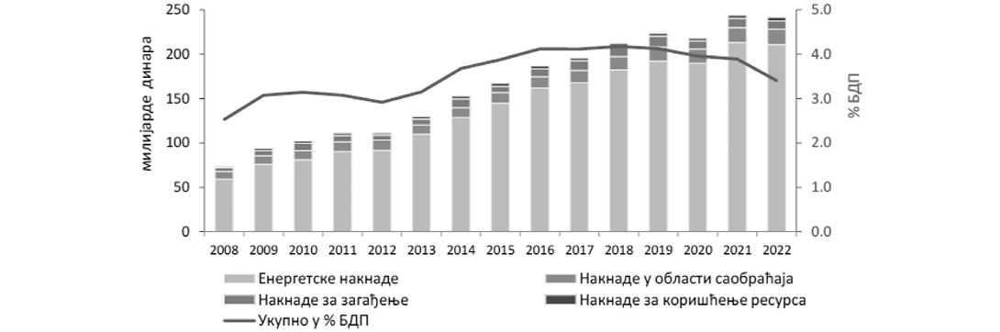 250
200
150
100
50
0
милијарде динара
5.0
4.0
3.0
2.0
1.0
0.0
% БДП
2008 2009 2010 2011 2012 2013 2014 2015 2016 2017 2018 2019 2020 2021 2022
Енергетске накнаде Накнаде у области саобраћаја
Накнаде за загађење Накнаде за коришћење ресурса
Укупно у % БДП